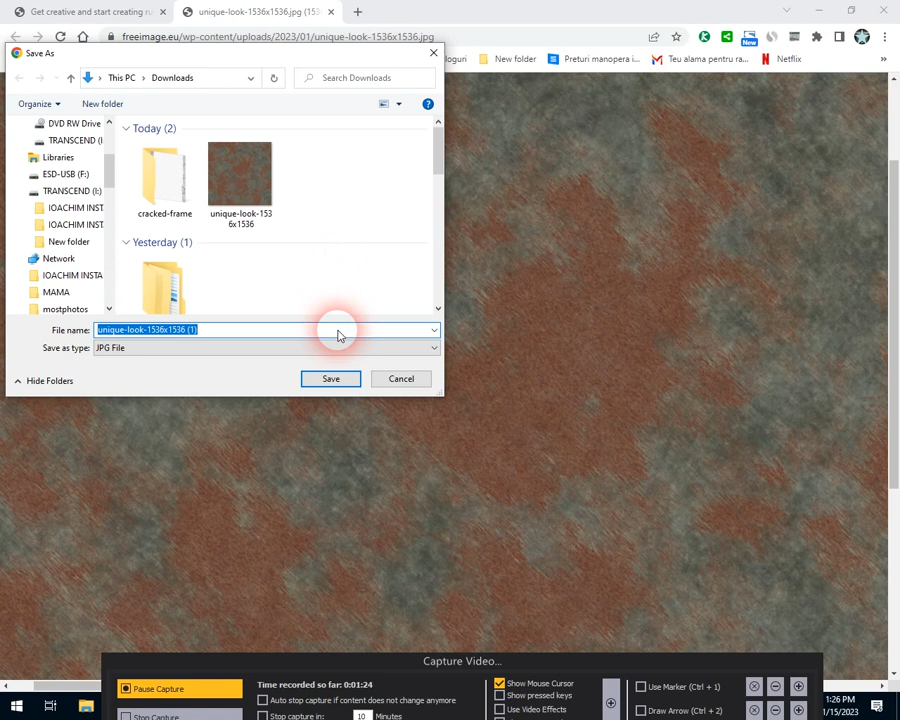 Get creative and start creating ru
unique-look-1536x1536.jpg (153
freeimage.eu/wp-content/uploads/2023/01/unique-look-1536x1536.jpg
New
loguri
New folder
Preturi manopera i...
Teu alama pentru ra...
Netflix
»
Save As
This PC > Downloads
Search Downloads
Organize
New folder
?
DVD RW Drive
TRANSCEND (I
Libraries
ESD-USB (F:)
TRANSCEND (I:)
IOACHIM INST
IOACHIM INST
New folder
Network
IOACHIM INSTA
MAMA
mostphotos
Today (2)
cracked-frame
unique-look-153
6x1536
Yesterday (1)
File name: unique-look-1536x1536 (1)
Save as type: JPG File
Hide Folders
Save
Cancel
Capture Video...
Pause Capture
Stop Capture
Time recorded so far: 0:01:24
Auto stop capture if content does not change anymore
Stop capture in: 10 Minutes
Show Mouse Cursor
Show pressed keys
Use Video Effects
Use Marker (Ctrl + 1)
Draw Arrow (Ctrl + 2)
1:26 PM
1/15/2023